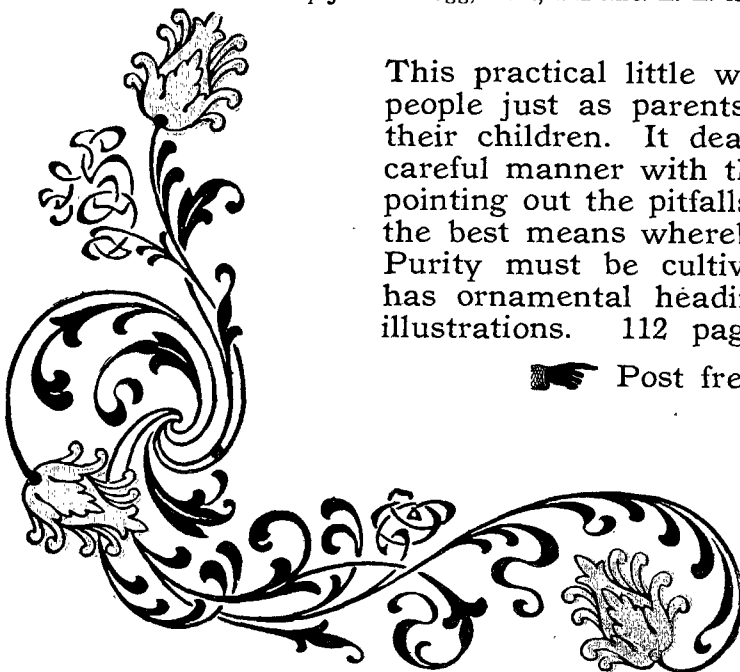 This practical little w
people just as parents
their children. It dea
careful manner with t
pointing out the pitfalls
the best means where
Purity must be cultiv
has ornamental headi
illustrations. 112 pag
Post fre